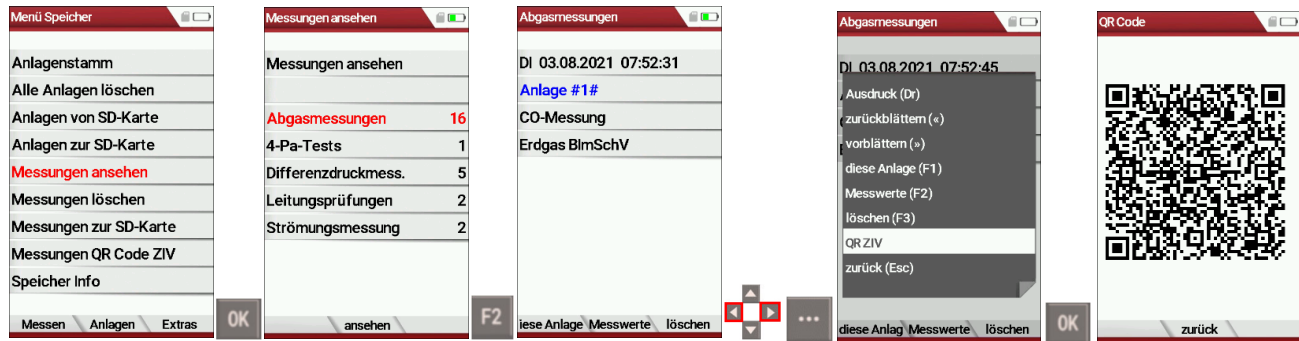 Menü Speicher
Anlagenstamm
Alle Anlagen löschen
Anlagen von SD-Karte
Anlagen zur SD-Karte
Messungen ansehen
Messungen löschen
Messungen zur SD-Karte
Messungen QR Code ZIV
Speicher Info
Messen Anlagen Extras
OK
Messungen ansehen
Messungen ansehen
Abgasmessungen 16
4-Pa-Tests 1
Differenzdruckmess. 5
Leitungsprüfungen 2
Strömungsmessung 2
ansehen
F2
Abgasmessungen
DI 03.08.2021 07:52:31
Anlage #1#
CO-Messung
Erdgas BImSchV
iese Anlage Messwerte löschen
...
Abgasmessungen
DI 03.08.2021 07:52:45
Ausdruck (Dr)
zurückblättern («)
vorblättern (»)
diese Anlage (F1)
Messwerte (F2)
löschen (F3)
QR ZIV
zurück (Esc)
diese Anlag Messwerte löschen
OK
QR Code
zurück